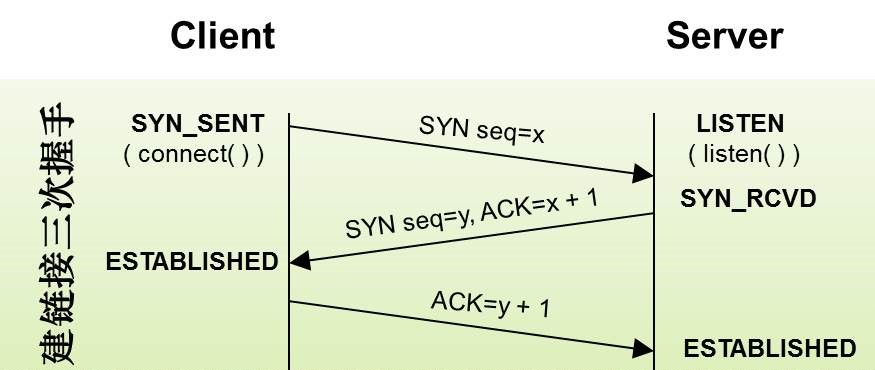 Client
Server
建链接三次握手
SYN_SENT
( connect( ) )
SYN seq=x
LISTEN
( listen( ) )
SYN_RCVD
SYN seq=y, ACK=x + 1
ESTABLISHED
ACK=y + 1
ESTABLISHED